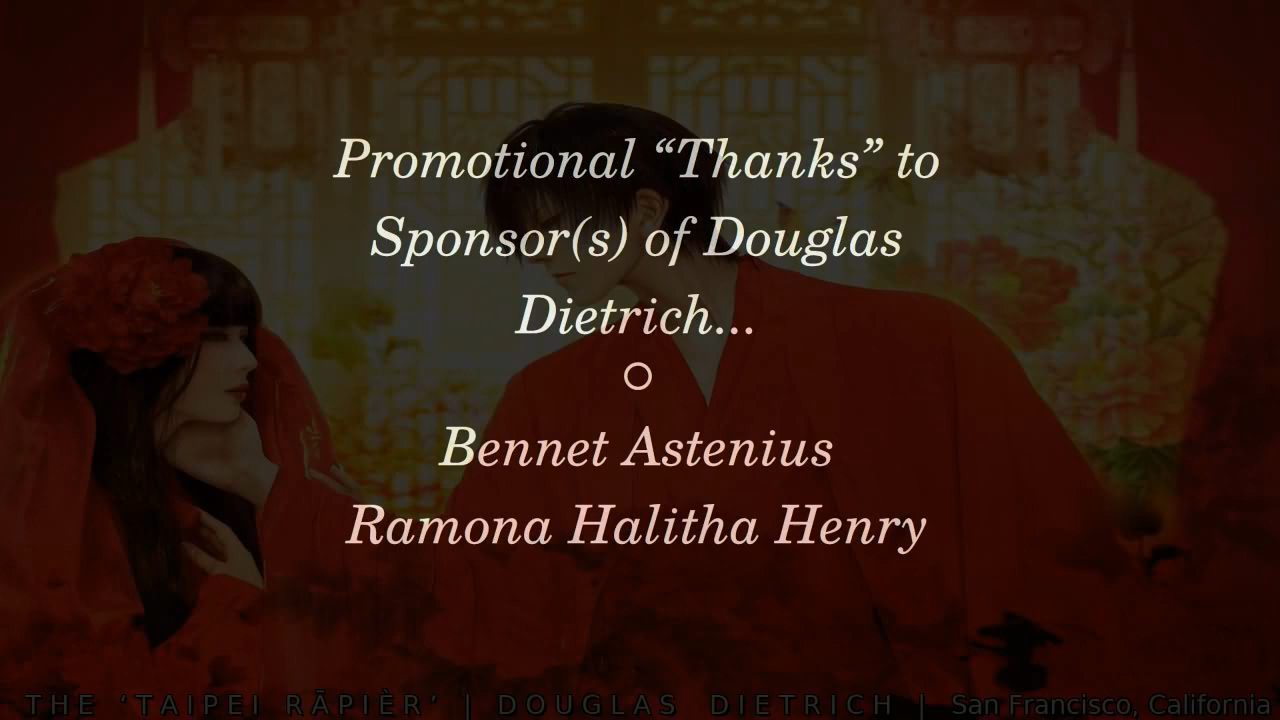 Promotional “Thanks” to
Sponsor(s) of Douglas
Dietrich...
Bennet Astenius
Ramona Halitha Henry
THE ‘TAIPEI RĀPIÈR’ | DOUGLAS DIETRICH | San Francisco, California